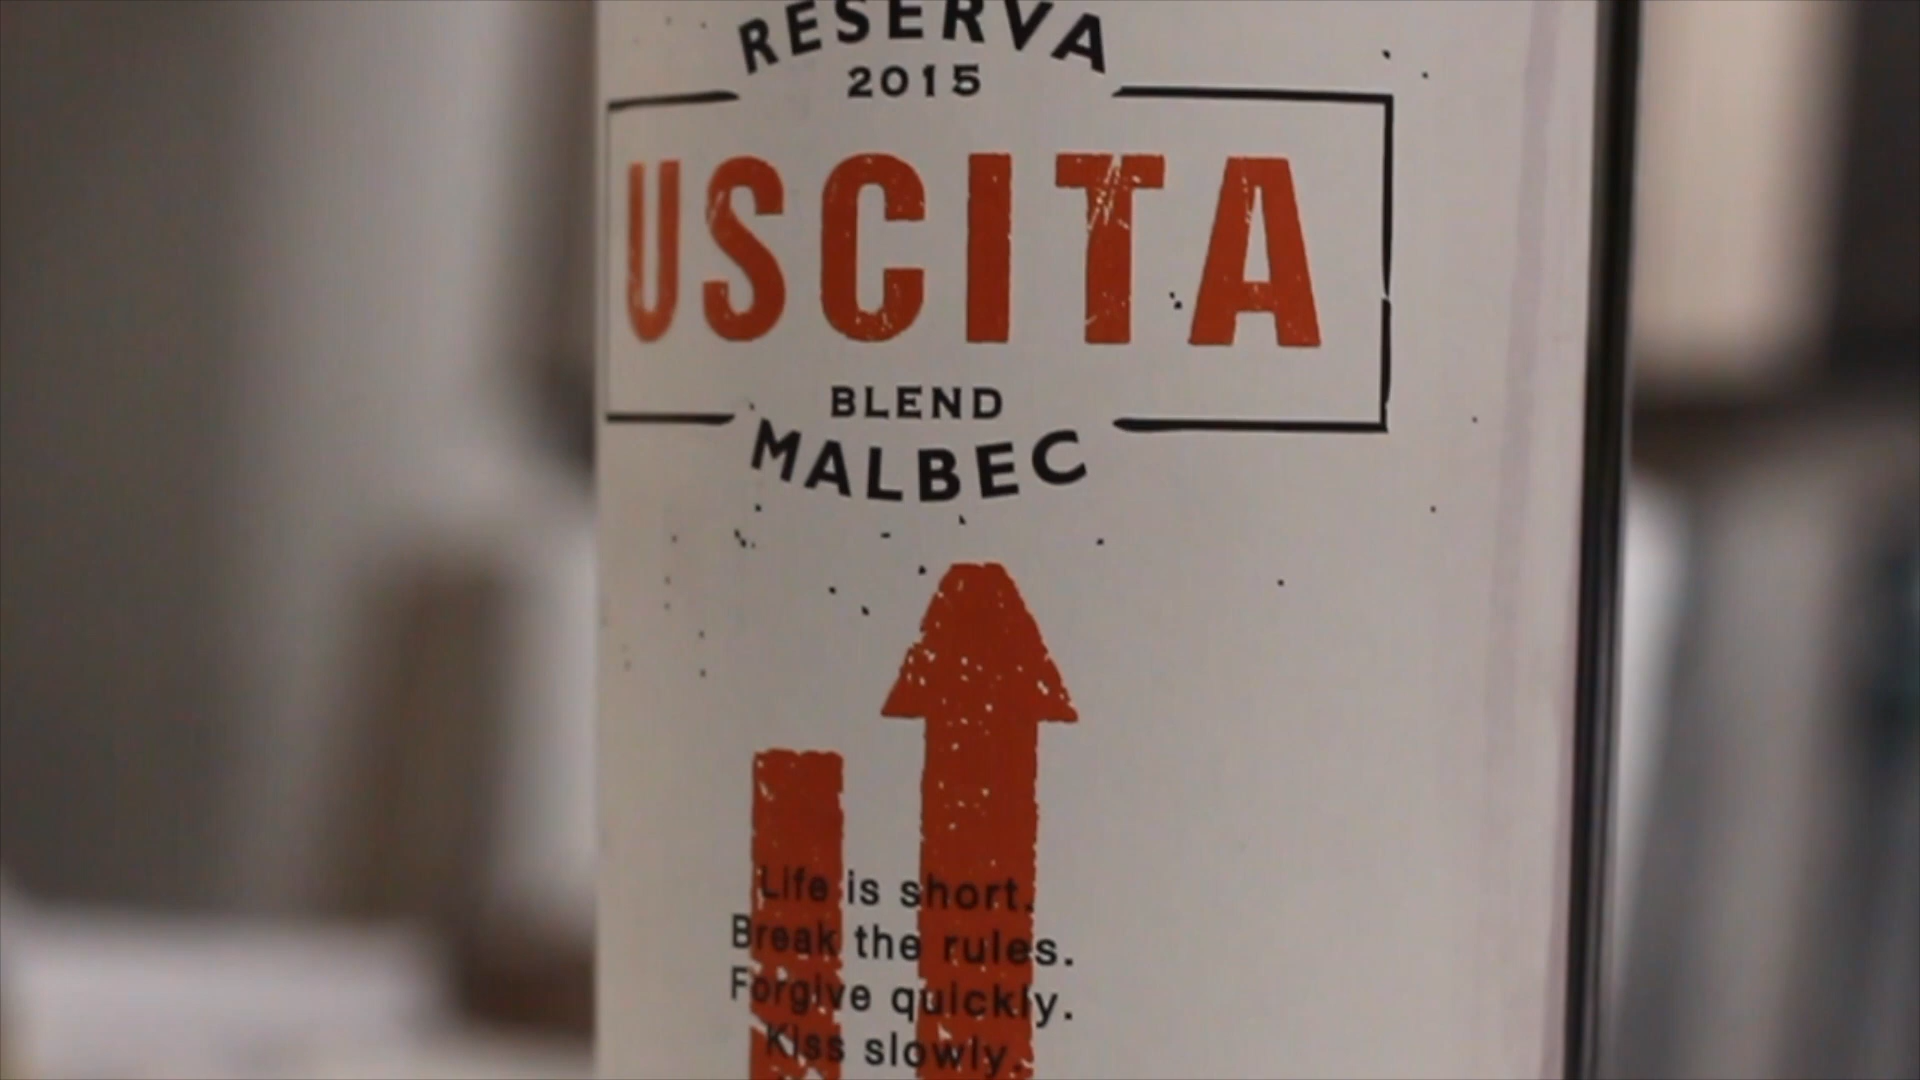 RESERVA
2015
USCITA
BLEND
MALBEC
Life is short.
Break the rules.
Forgive quickly.
Kiss slowly.